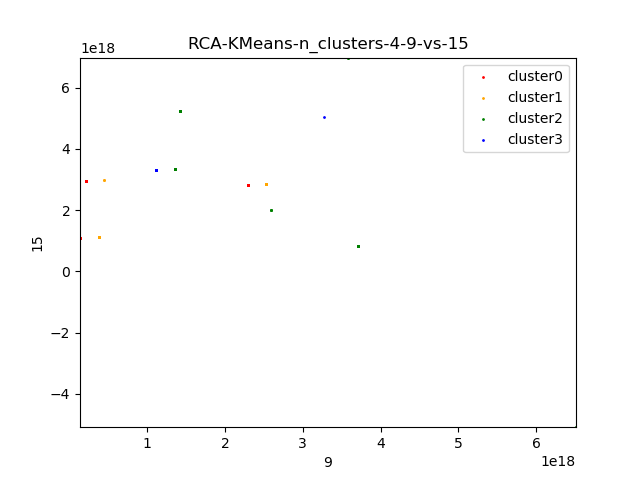 RCA-KMeans-n_clusters-4-9-vs-15
1e18
cluster0
cluster1
cluster2
cluster3
6
4
2
0
−2
−4
15
1 2 3 4 5 6
9
1e18